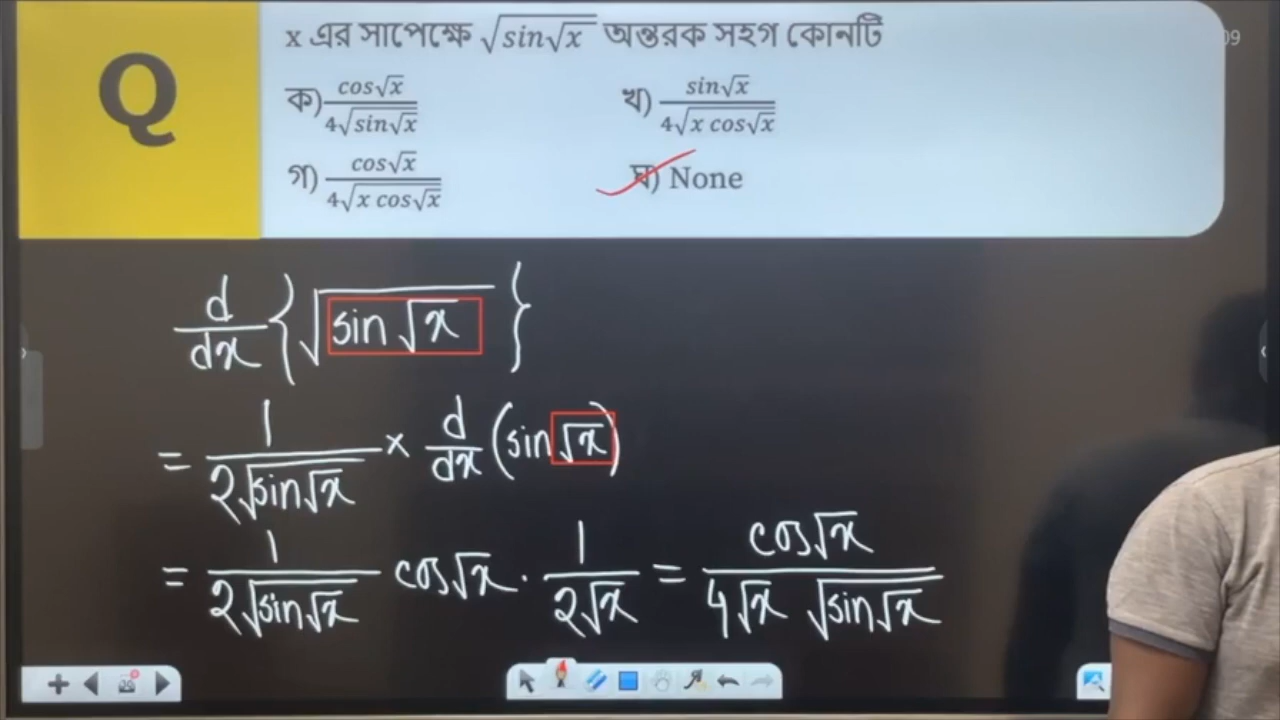 Q
x এর সাপেক্ষে √(sin√x) অন্তরক সহগ কোনটি
09
ক) cos√x / 4√(sin√x) খ) sin√x / 4√(x cos√x)
গ) cos√x / 4√(x cos√x) ঘ) None
d/dx {√(sin √x)}
= 1 / 2√(sin√x) × d/dx (sin √x)
= 1 / 2√(sin√x) cos√x · 1 / 2√x = cos√x / 4√x √(sin√x)